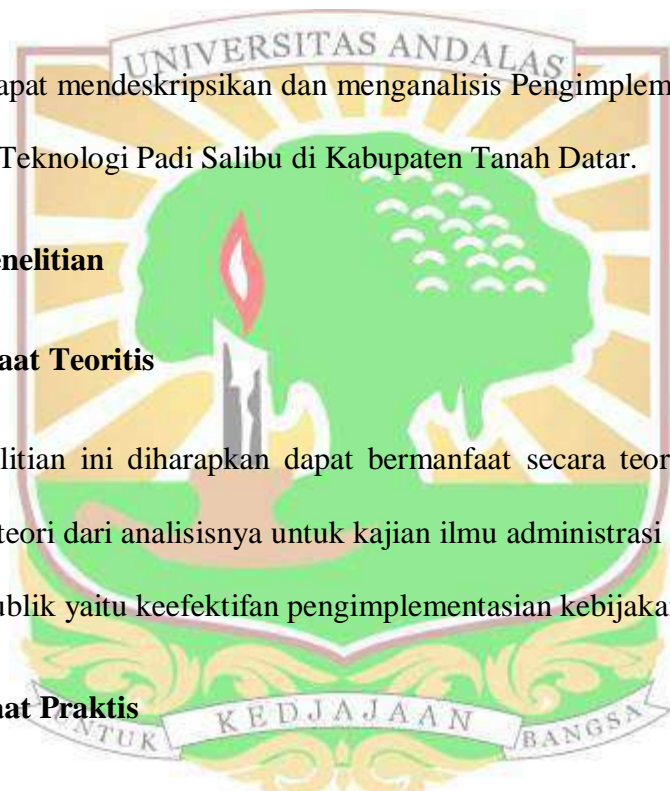 UNIVERSITAS ANDALAS
apat mendeskripsikan dan menganalisis Pengimplem
Teknologi Padi Salibu di Kabupaten Tanah Datar.
enelitian
aat Teoritis
litian ini diharapkan dapat bermanfaat secara teor
teori dari analisisnya untuk kajian ilmu administrasi
ublik yaitu keefektifan pengimplementasian kebijaka
aat Praktis
UNTUK KEDJAJAAN BANGSA